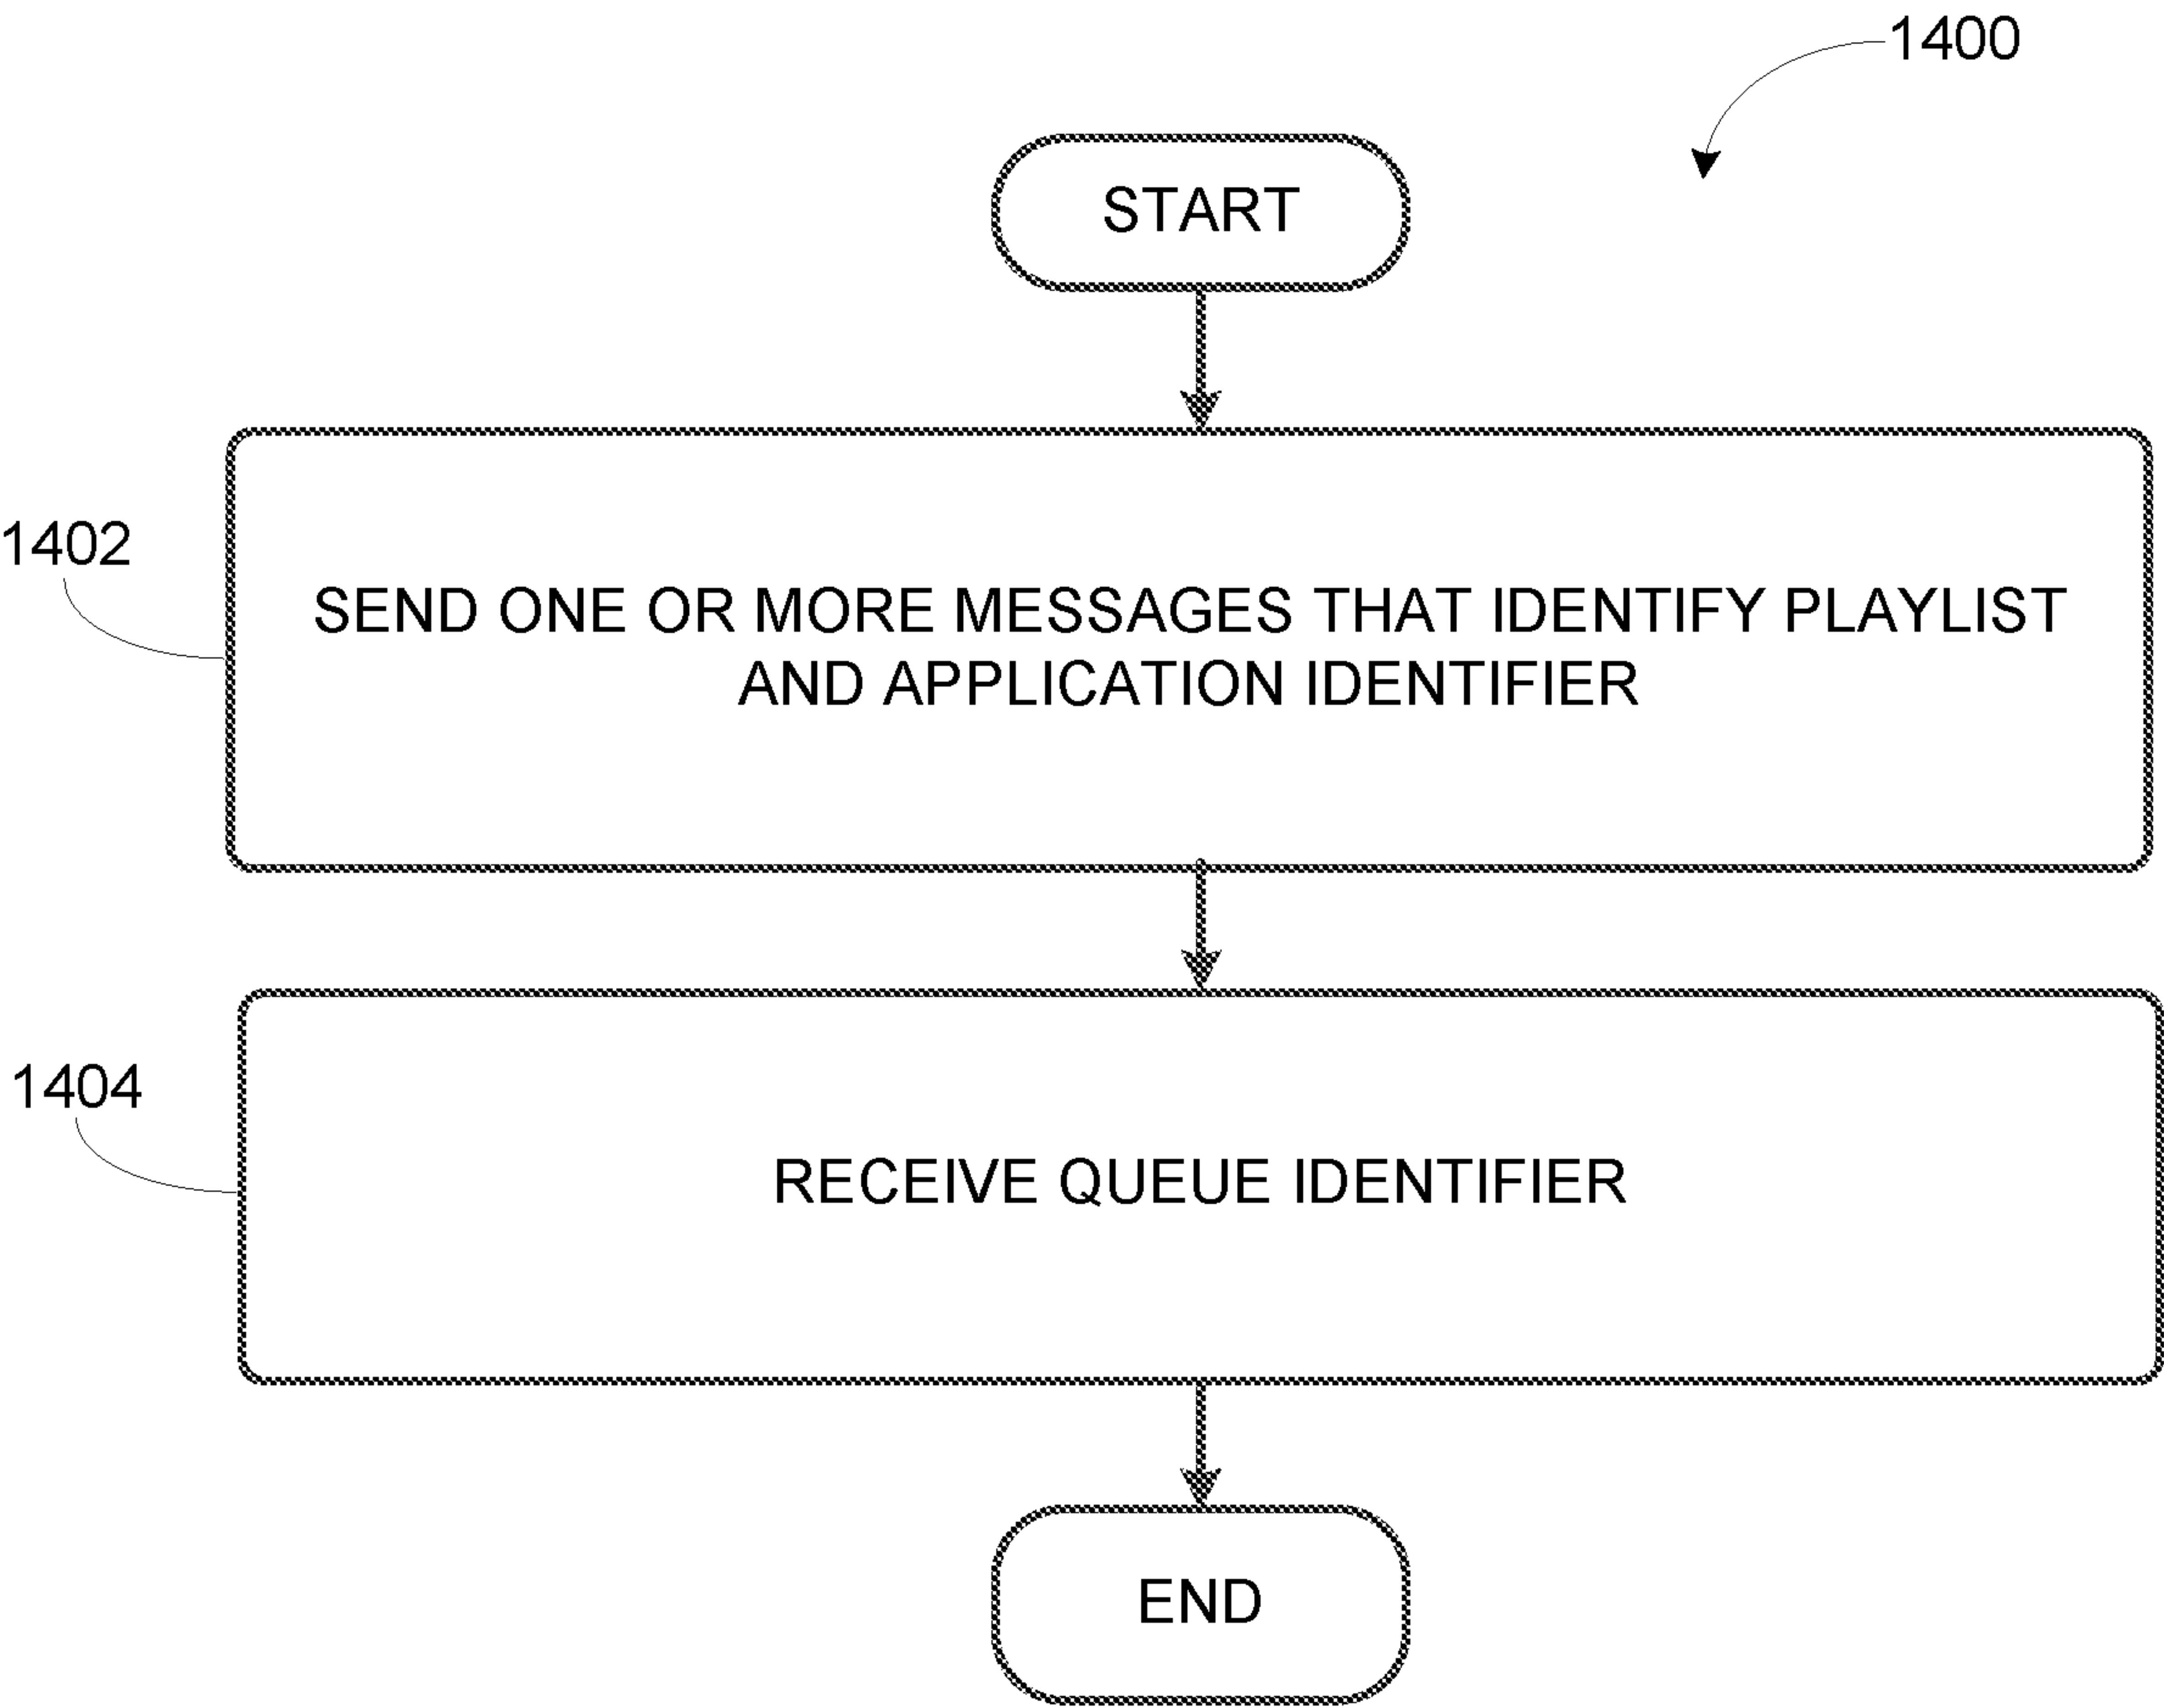 1400
START
1402
SEND ONE OR MORE MESSAGES THAT IDENTIFY PLAYLIST
AND APPLICATION IDENTIFIER
1404
RECEIVE QUEUE IDENTIFIER
END